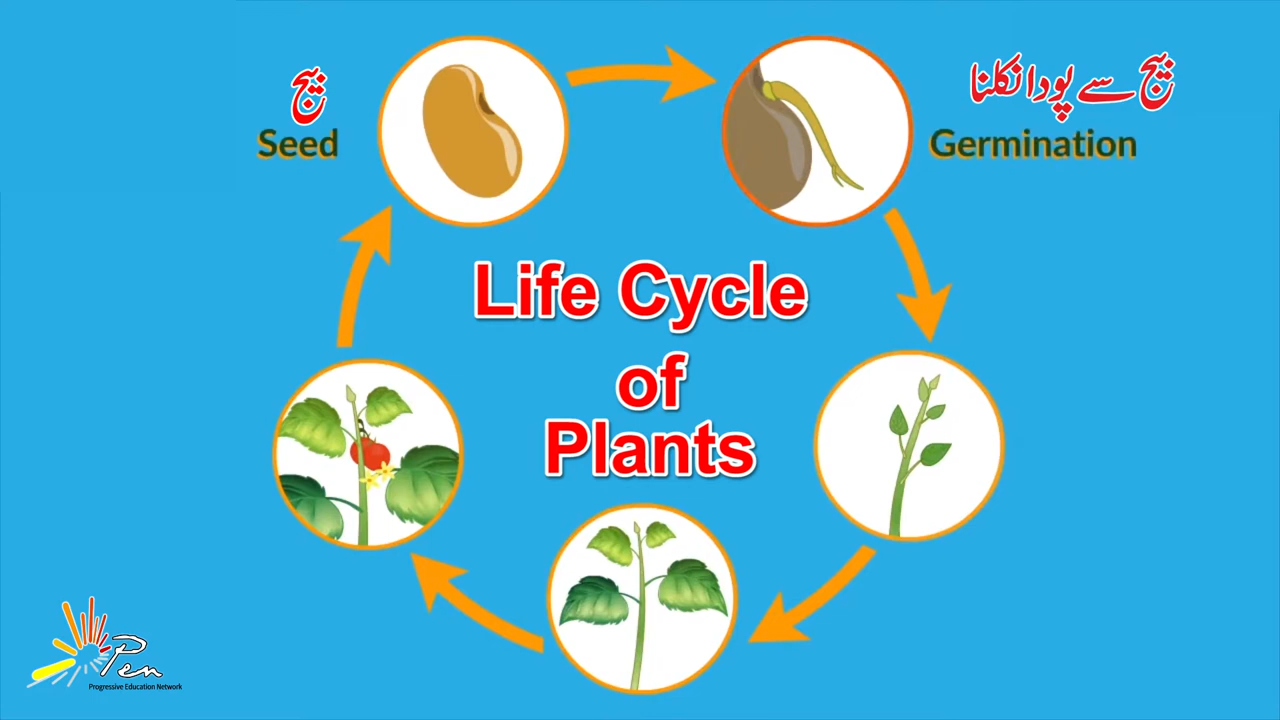 بیج
Seed
بیج سے پودا نکلنا
Germination
Life Cycle
of
Plants
Pen
Progressive Education Network